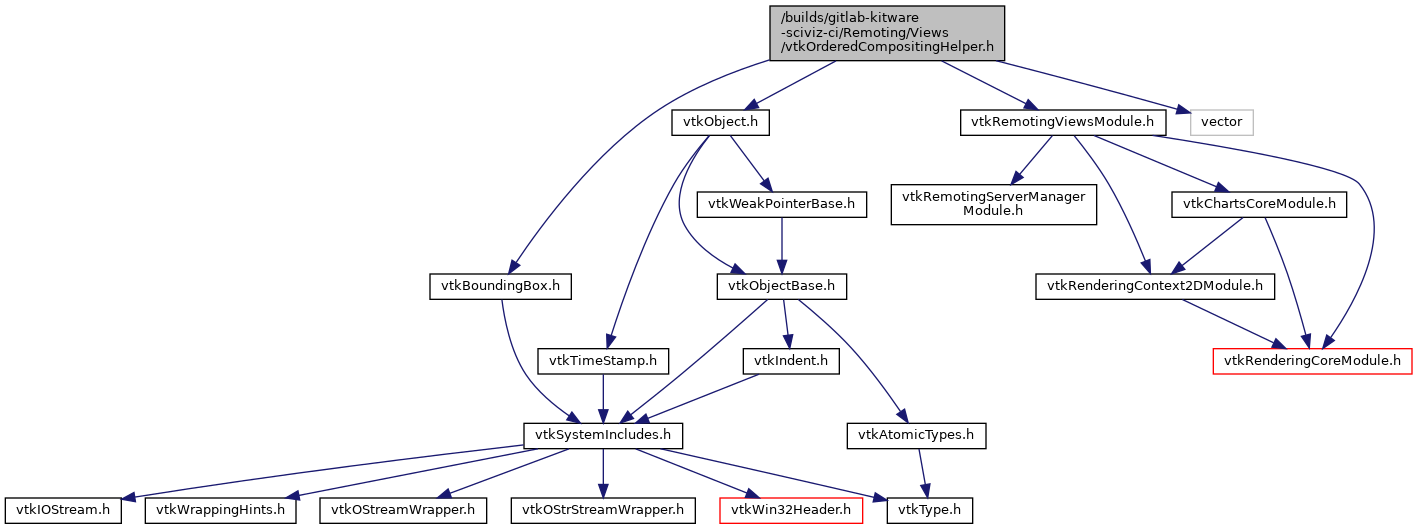 /builds/gitlab-kitware
-sciviz-ci/Remoting/Views
/vtkOrderedCompositingHelper.h
vtkObject.h
vtkRemotingViewsModule.h
vector
vtkWeakPointerBase.h
vtkRemotingServerManager
Module.h
vtkChartsCoreModule.h
vtkBoundingBox.h
vtkObjectBase.h
vtkRenderingContext2DModule.h
vtkTimeStamp.h
vtkIndent.h
vtkRenderingCoreModule.h
vtkSystemIncludes.h
vtkAtomicTypes.h
vtkIOStream.h
vtkWrappingHints.h
vtkOStreamWrapper.h
vtkOStrStreamWrapper.h
vtkWin32Header.h
vtkType.h